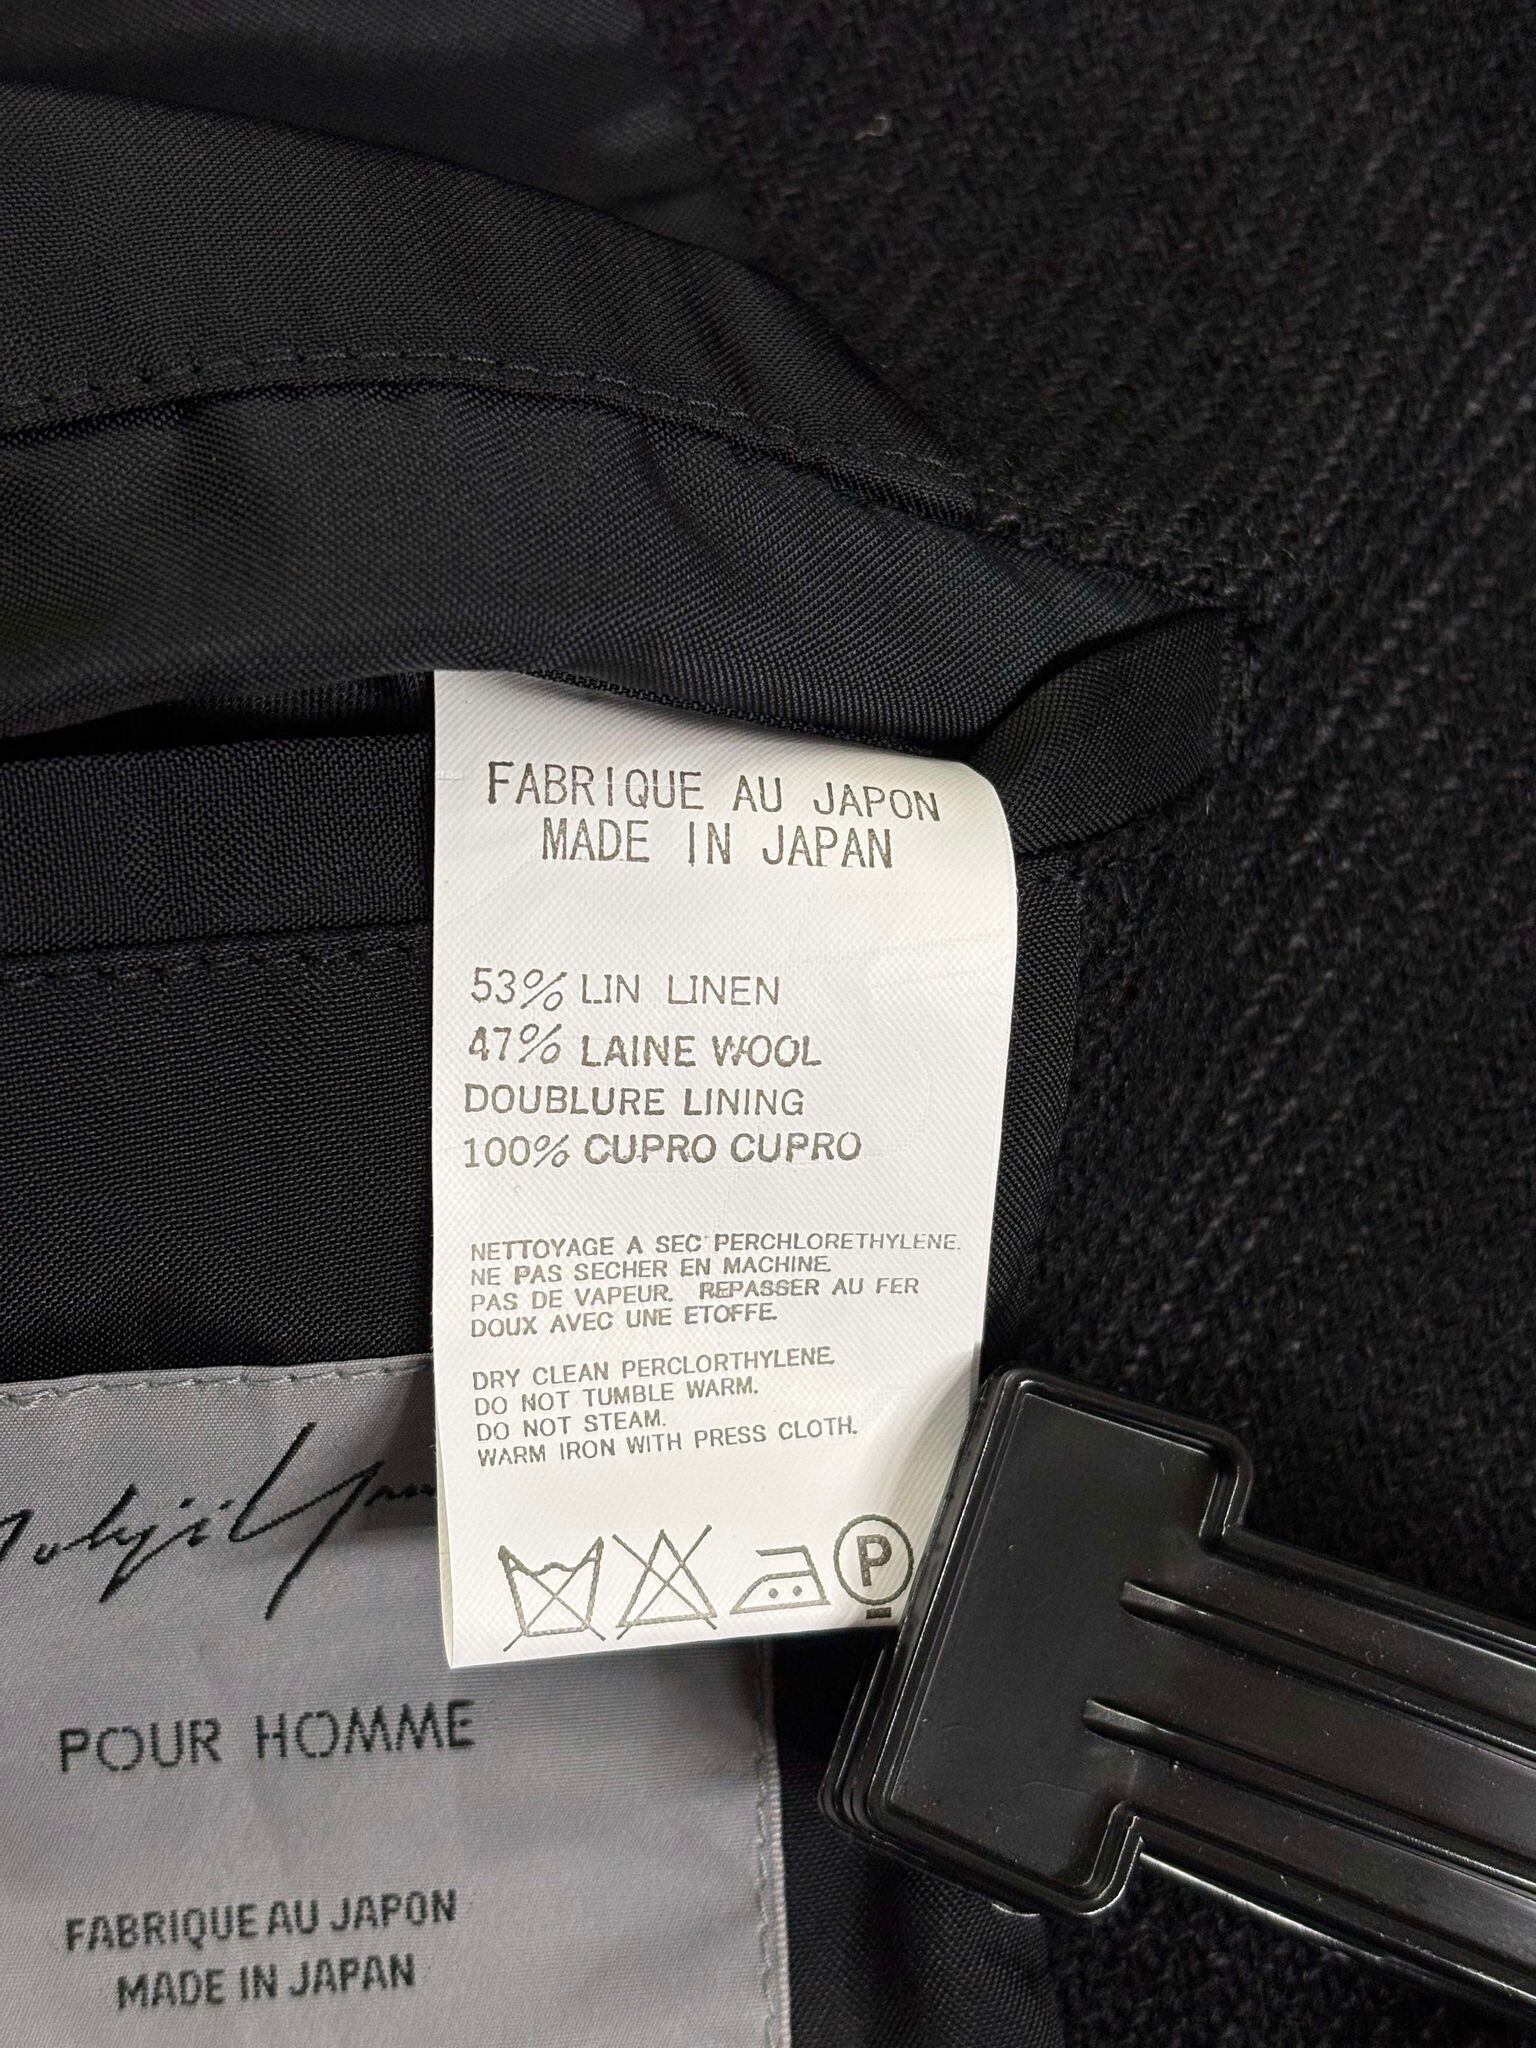 FABRIQUE AU JAPON
MADE IN JAPAN
53% LIN LINEN
47% LAINE WOOL
DOUBLURE LINING
100% CUPRO CUPRO
NETTOYAGE A SEC PERCHLORETHYLENE.
NE PAS SECHER EN MACHINE.
PAS DE VAPEUR. REPASSER AU FER
DOUX AVEC UNE ETOFFE.
DRY CLEAN PERCLORTHYLENE.
DO NOT TUMBLE WARM.
DO NOT STEAM.
WARM IRON WITH PRESS CLOTH.
P
POUR HOMME
FABRIQUE AU JAPON
MADE IN JAPAN